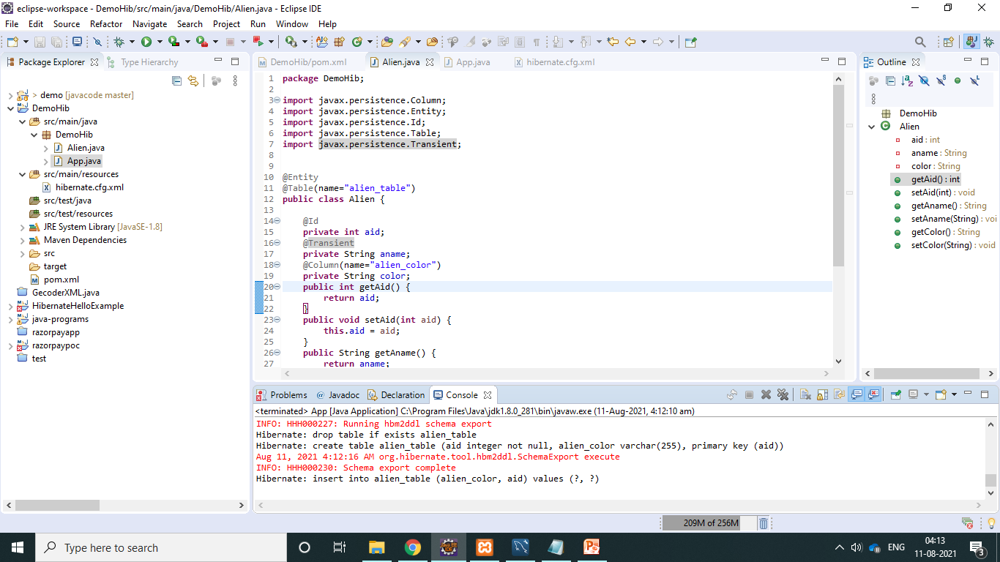 eclipse-workspace - DemoHib/src/main/java/DemoHib/Alien.java - Eclipse IDE
File Edit Source Refactor Navigate Search Project Run Window Help
Package Explorer
Type Hierarchy
> demo [javacode master]
DemoHib
src/main/java
DemoHib
Alien.java
App.java
src/main/resources
hibernate.cfg.xml
src/test/java
src/test/resources
JRE System Library [JavaSE-1.8]
Maven Dependencies
src
target
pom.xml
GecoderXML.java
HibernateHelloExample
java-programs
razorpayapp
razorpaypoc
test
DemoHib/pom.xml
Alien.java
App.java
hibernate.cfg.xml
1 package DemoHib;
2
3 import javax.persistence.Column;
4 import javax.persistence.Entity;
5 import javax.persistence.Id;
6 import javax.persistence.Table;
7 import javax.persistence.Transient;
8
9
10 @Entity
11 @Table(name="alien_table")
12 public class Alien {
13
14 @Id
15 private int aid;
16 @Transient
17 private String aname;
18 @Column(name="alien_color")
19 private String color;
20 public int getAid() {
21 return aid;
22 }
23 public void setAid(int aid) {
24 this.aid = aid;
25 }
26 public String getAname() {
27 return aname;
Outline
DemoHib
Alien
aid : int
aname : String
color : String
getAid() : int
setAid(int) : void
getAname() : String
setAname(String) : voi
getColor() : String
setColor(String) : void
Problems
@ Javadoc
Declaration
Console
<terminated> App [Java Application] C:\Program Files\Java\jdk1.8.0_281\bin\javaw.exe (11-Aug-2021, 4:12:10 am)
INFO: HHH000227: Running hbm2ddl schema export
Hibernate: drop table if exists alien_table
Hibernate: create table alien_table (aid integer not null, alien_color varchar(255), primary key (aid))
Aug 11, 2021 4:12:16 AM org.hibernate.tool.hbm2ddl.SchemaExport execute
INFO: HHH000230: Schema export complete
Hibernate: insert into alien_table (alien_color, aid) values (?, ?)
209M of 256M
Type here to search
ENG
04:13
11-08-2021
3